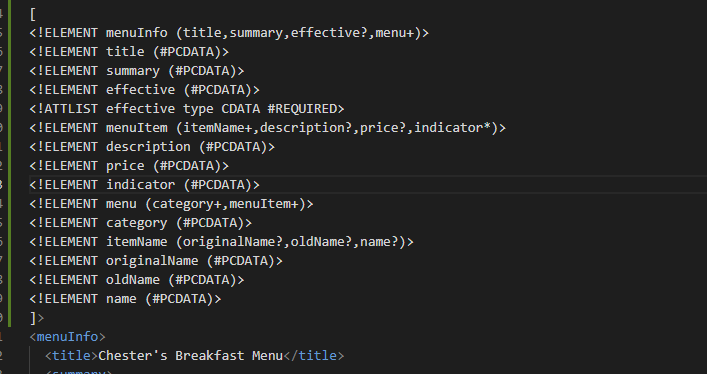 [
<!ELEMENT menuInfo (title,summary,effective?,menu+)>
<!ELEMENT title (#PCDATA)>
<!ELEMENT summary (#PCDATA)>
<!ELEMENT effective (#PCDATA)>
<!ATTLIST effective type CDATA #REQUIRED>
<!ELEMENT menuItem (itemName+,description?,price?,indicator*)>
<!ELEMENT description (#PCDATA)>
<!ELEMENT price (#PCDATA)>
<!ELEMENT indicator (#PCDATA)>
<!ELEMENT menu (category+,menuItem+)>
<!ELEMENT category (#PCDATA)>
<!ELEMENT itemName (originalName?,oldName?,name?)>
<!ELEMENT originalName (#PCDATA)>
<!ELEMENT oldName (#PCDATA)>
<!ELEMENT name (#PCDATA)>
]>
<menuInfo>
<title>Chester's Breakfast Menu</title>
<summary>